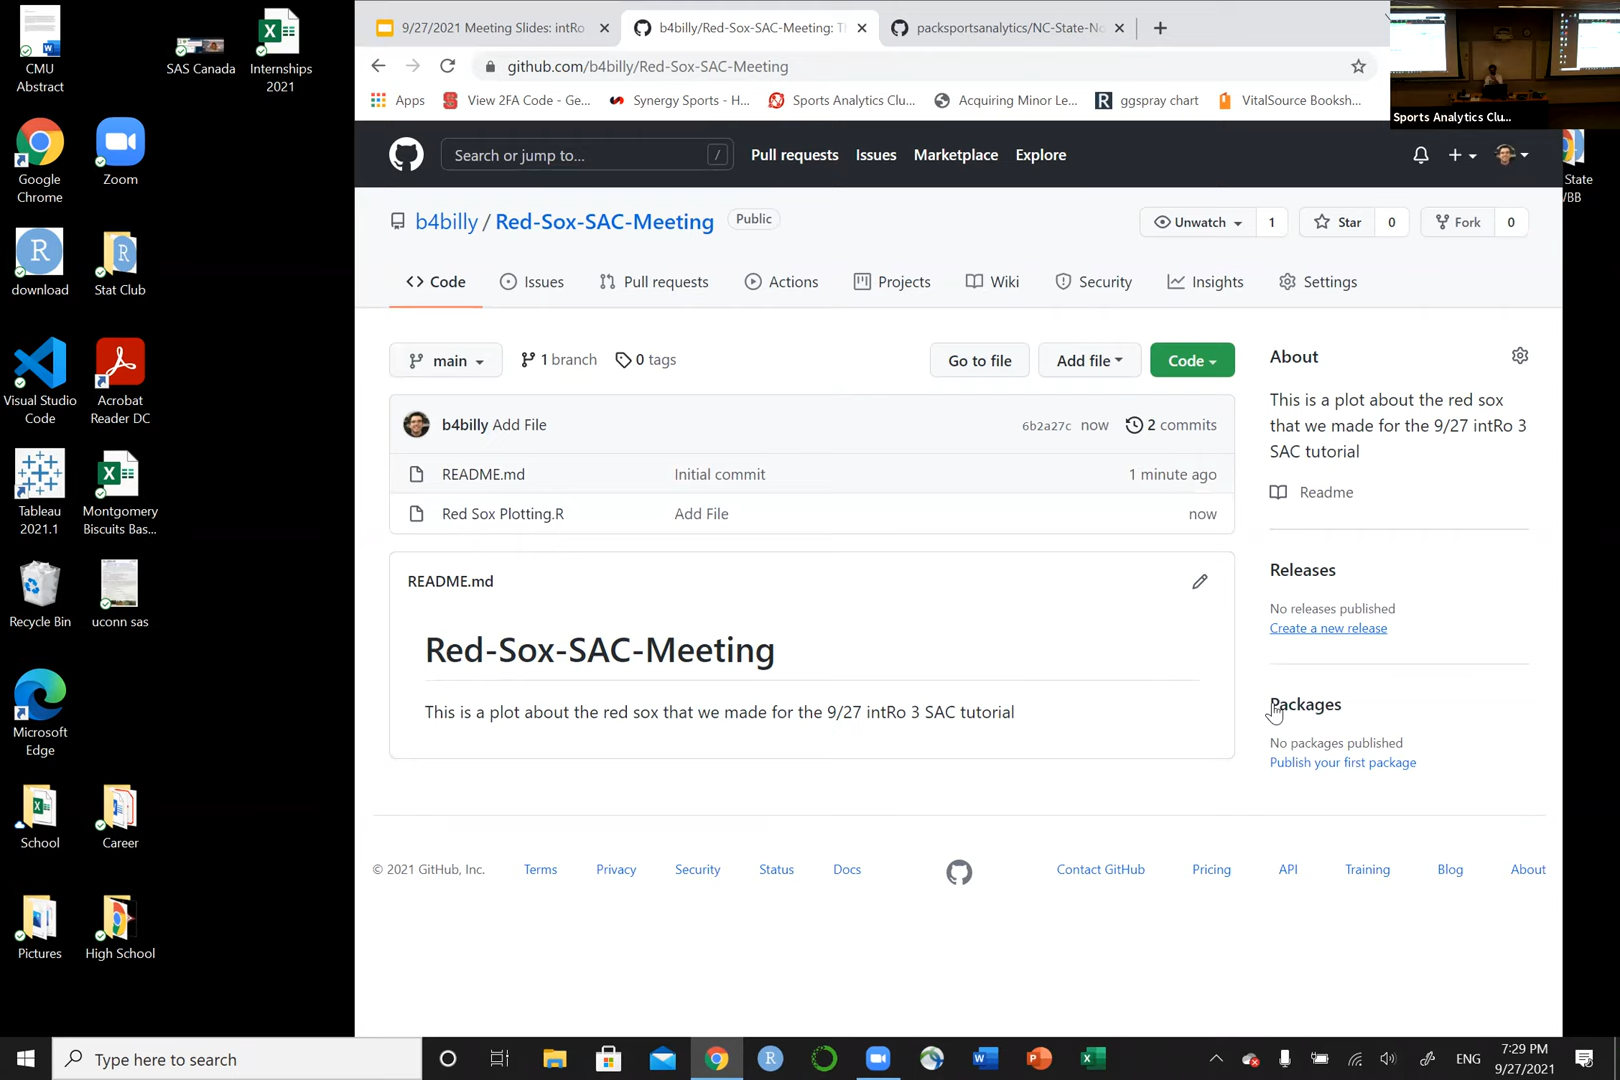 CMU
Abstract
SAS Canada
Internships
2021
Google
Chrome
Zoom
R
download
R
Stat Club
Visual Studio
Code
Acrobat
Reader DC
Tableau
2021.1
Montgomery
Biscuits Bas...
Recycle Bin
uconn sas
Microsoft
Edge
School
Career
Pictures
High School
9/27/2021 Meeting Slides: intRo
b4billy/Red-Sox-SAC-Meeting: T
packsportsanalytics/NC-State-No
github.com/b4billy/Red-Sox-SAC-Meeting
Apps
View 2FA Code - Ge...
Synergy Sports - H...
Sports Analytics Clu...
Acquiring Minor Le...
R
ggspray chart
VitalSource Booksh...
Sports Analytics Clu...
State
Search or jump to...
/
Pull requests
Issues
Marketplace
Explore
b4billy / Red-Sox-SAC-Meeting
Public
Unwatch
1
Star
0
Fork
0
Code
Issues
Pull requests
Actions
Projects
Wiki
Security
Insights
Settings
main
1 branch
0 tags
Go to file
Add file
Code
b4billy Add File
6b2a27c now
2 commits
README.md
Initial commit
1 minute ago
Red Sox Plotting.R
Add File
now
README.md
Red-Sox-SAC-Meeting
This is a plot about the red sox that we made for the 9/27 intRo 3 SAC tutorial
About
This is a plot about the red sox
that we made for the 9/27 intRo 3
SAC tutorial
Readme
Releases
No releases published
Create a new release
Packages
No packages published
Publish your first package
© 2021 GitHub, Inc.
Terms
Privacy
Security
Status
Docs
Contact GitHub
Pricing
API
Training
Blog
About
Type here to search
R
ENG
7:29 PM
9/27/2021